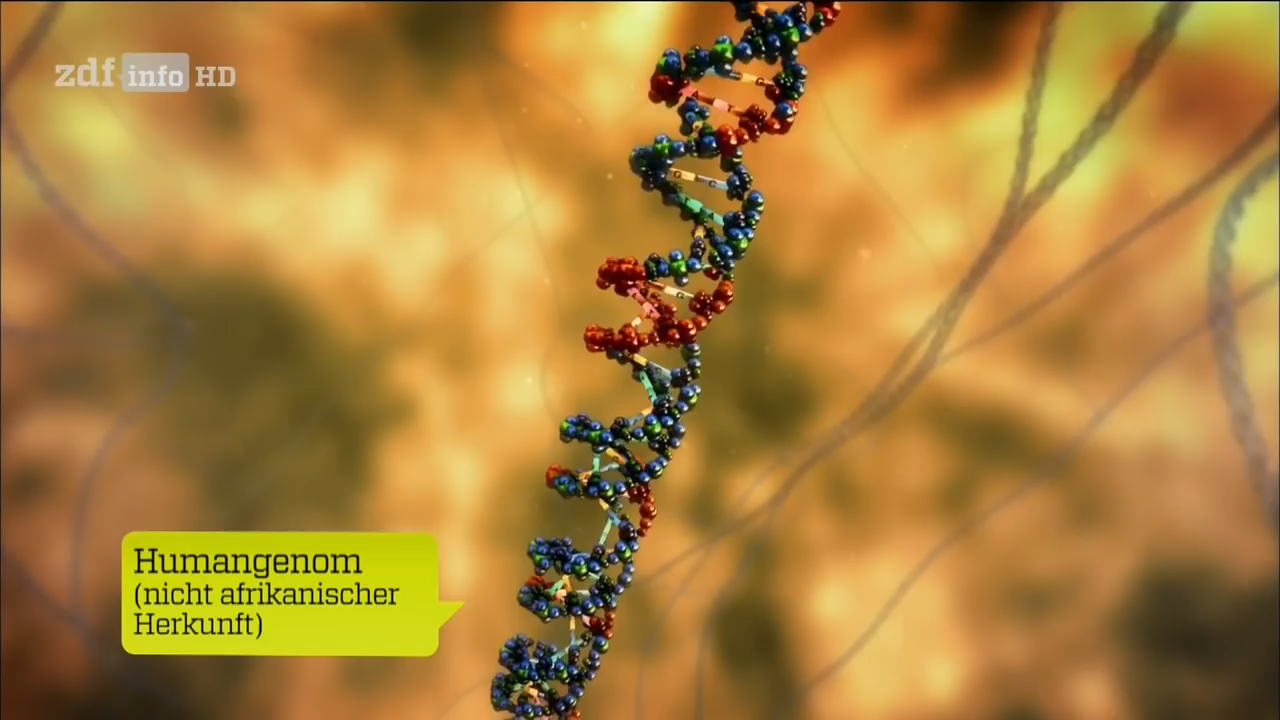 zdf info HD
Humangenom
(nicht afrikanischer
Herkunft)